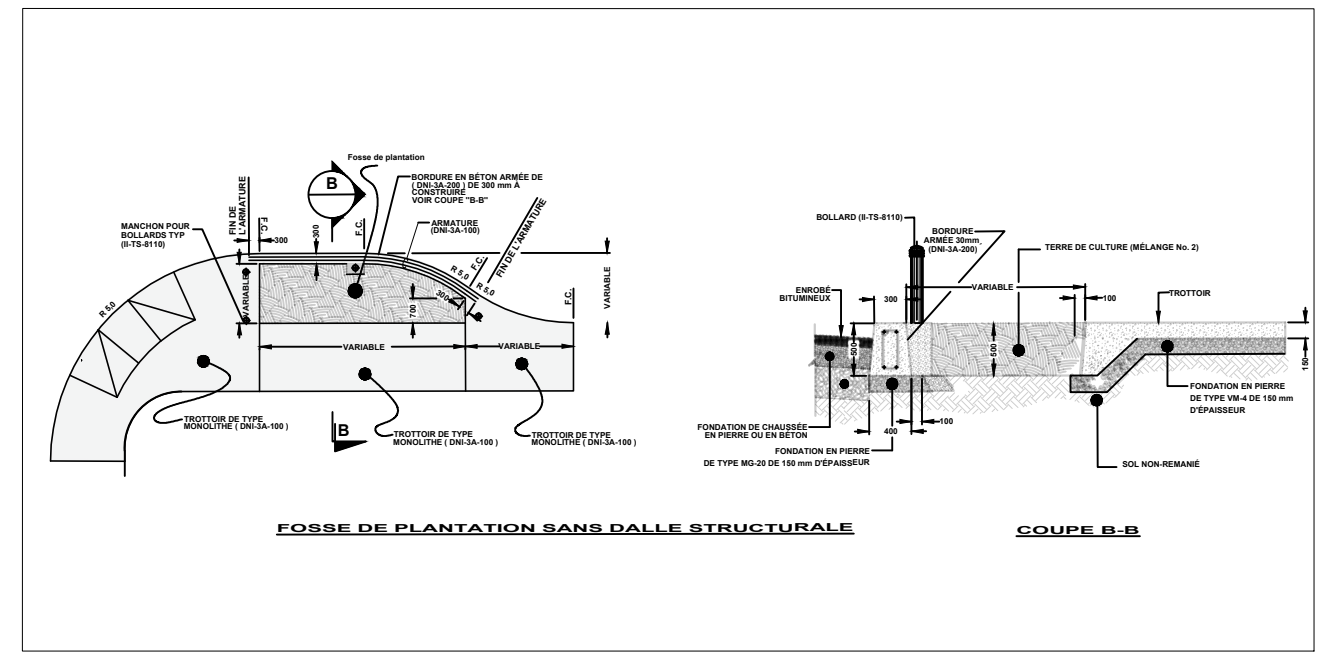 Fosse de plantation
B
BORDURE EN BÉTON ARMÉE DE
( DNI-3A-200 ) DE 300 mm À
CONSTRUIRE
VOIR COUPE "B-B"
FIN DE
L'ARMATURE
F.C.
300
300
F.C.
ARMATURE
(DNI-3A-100)
FIN DE L'ARMATURE
F.C.
R 5,0
R 5,0
MANCHON POUR
BOLLARDS TYP
(II-TS-8110)
VARIABLE
R 5,0
300
700
F.C.
VARIABLE
VARIABLE
VARIABLE
TROTTOIR DE TYPE
MONOLITHE ( DNI-3A-100 )
B
TROTTOIR DE TYPE
MONOLITHE ( DNI-3A-100 )
TROTTOIR DE TYPE
MONOLITHE ( DNI-3A-100 )
FOSSE DE PLANTATION SANS DALLE STRUCTURALE
BOLLARD (II-TS-8110)
BORDURE
ARMÉE 30mm,
(DNI-3A-200)
TERRE DE CULTURE (MÉLANGE No. 2)
ENROBÉ
BITUMINEUX
300
VARIABLE
100
TROTTOIR
500
500
150
FONDATION EN PIERRE
DE TYPE VM-4 DE 150 mm
D'ÉPAISSEUR
FONDATION DE CHAUSSÉE
EN PIERRE OU EN BÉTON
100
400
FONDATION EN PIERRE
DE TYPE MG-20 DE 150 mm D'ÉPAISSEUR
SOL NON-REMANIÉ
COUPE B-B